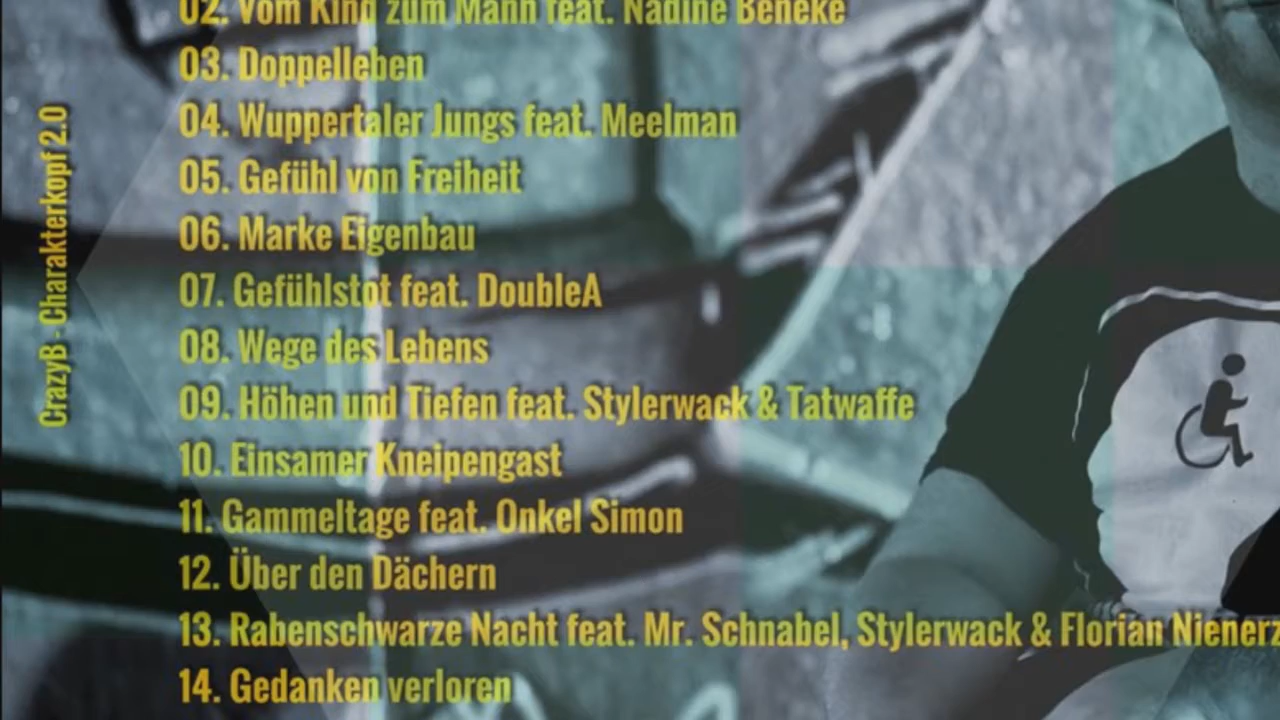 02. Vom Kind zum Mann feat. Nadine Beneke
03. Doppelleben
04. Wuppertaler Jungs feat. Meelman
05. Gefühl von Freiheit
06. Marke Eigenbau
07. Gefühlstot feat. DoubleA
08. Wege des Lebens
09. Höhen und Tiefen feat. Stylerwack & Tatwaffe
10. Einsamer Kneipengast
11. Gammeltage feat. Onkel Simon
12. Über den Dächern
13. Rabenschwarze Nacht feat. Mr. Schnabel, Stylerwack & Florian Nienerz
14. Gedanken verloren
CrazyB - Charakterkopf 2.0